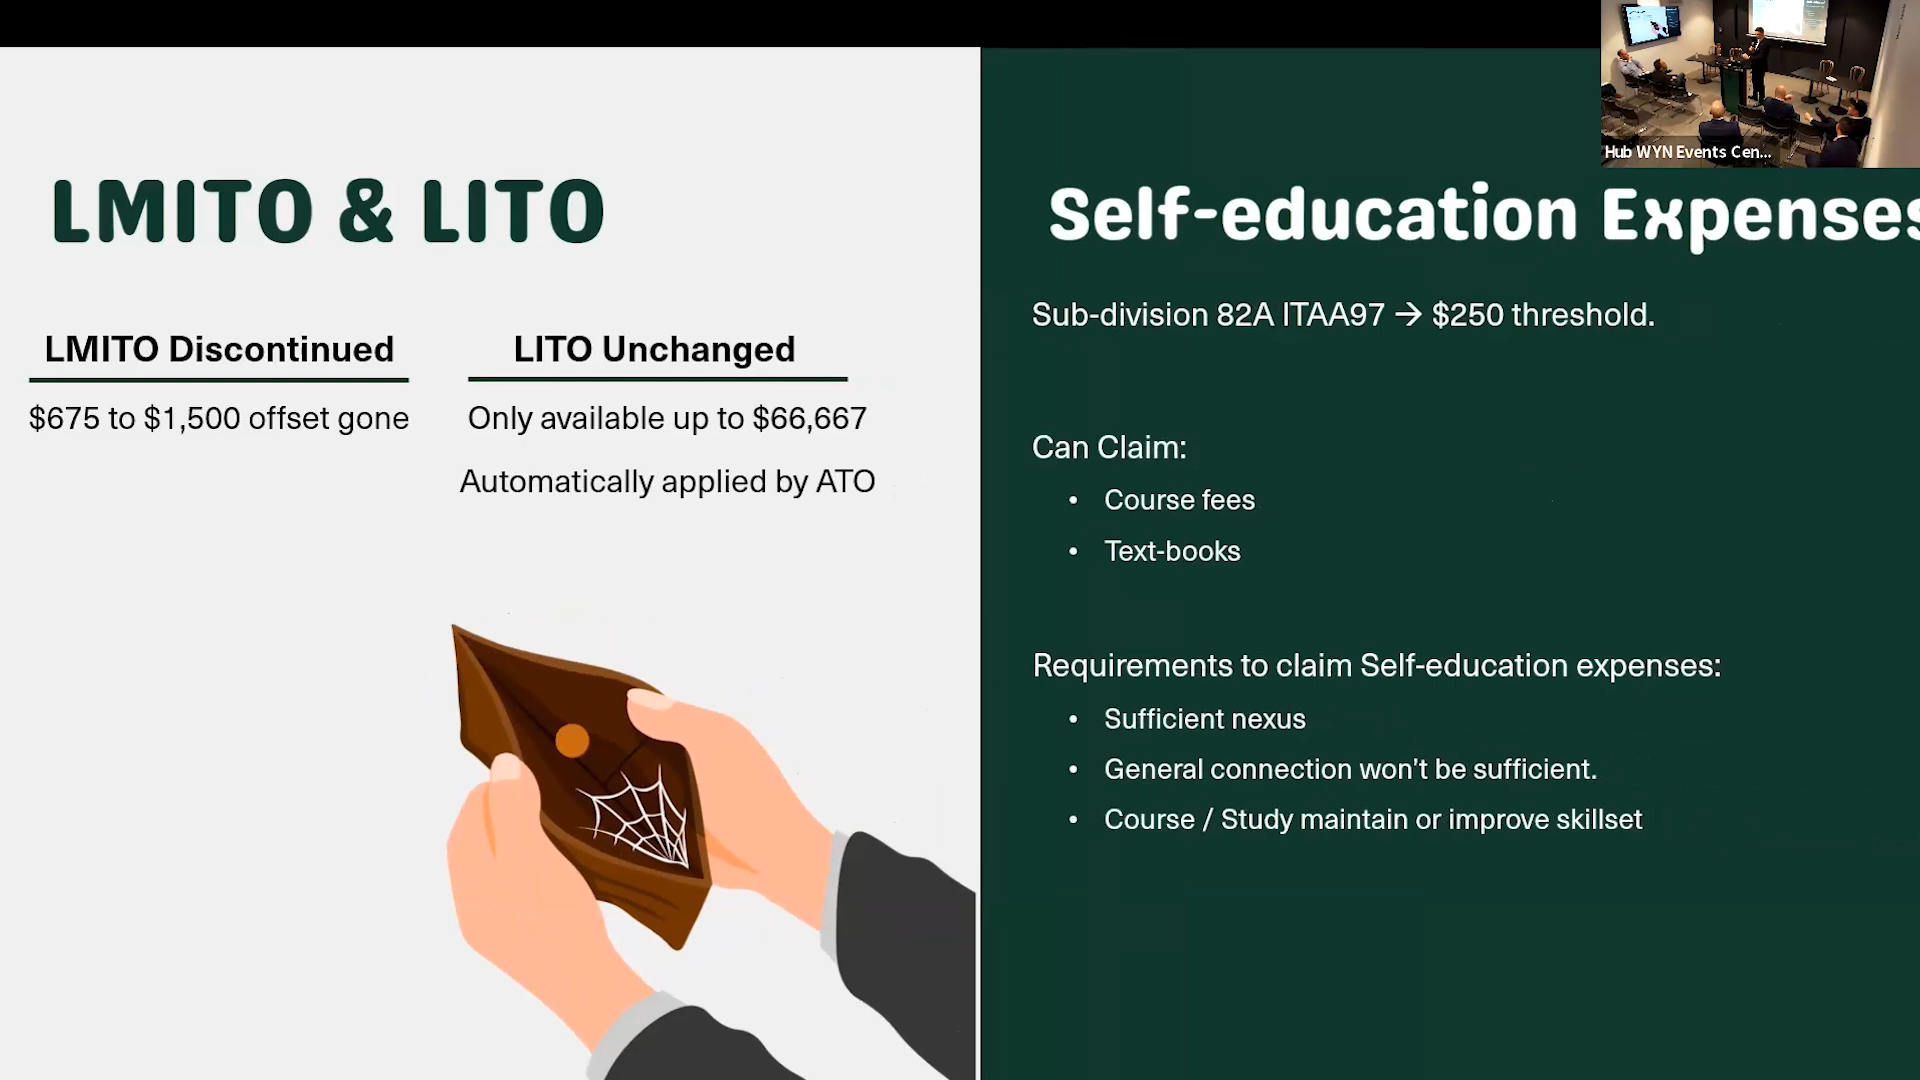 LMITO & LITO
LMITO Discontinued
$675 to $1,500 offset gone
LITO Unchanged
Only available up to $66,667
Automatically applied by ATO
Hub WYN Events Cen...
Self-education Expenses
Sub-division 82A ITAA97 → $250 threshold.
Can Claim:
• Course fees
• Text-books
Requirements to claim Self-education expenses:
• Sufficient nexus
• General connection won't be sufficient.
• Course / Study maintain or improve skillset